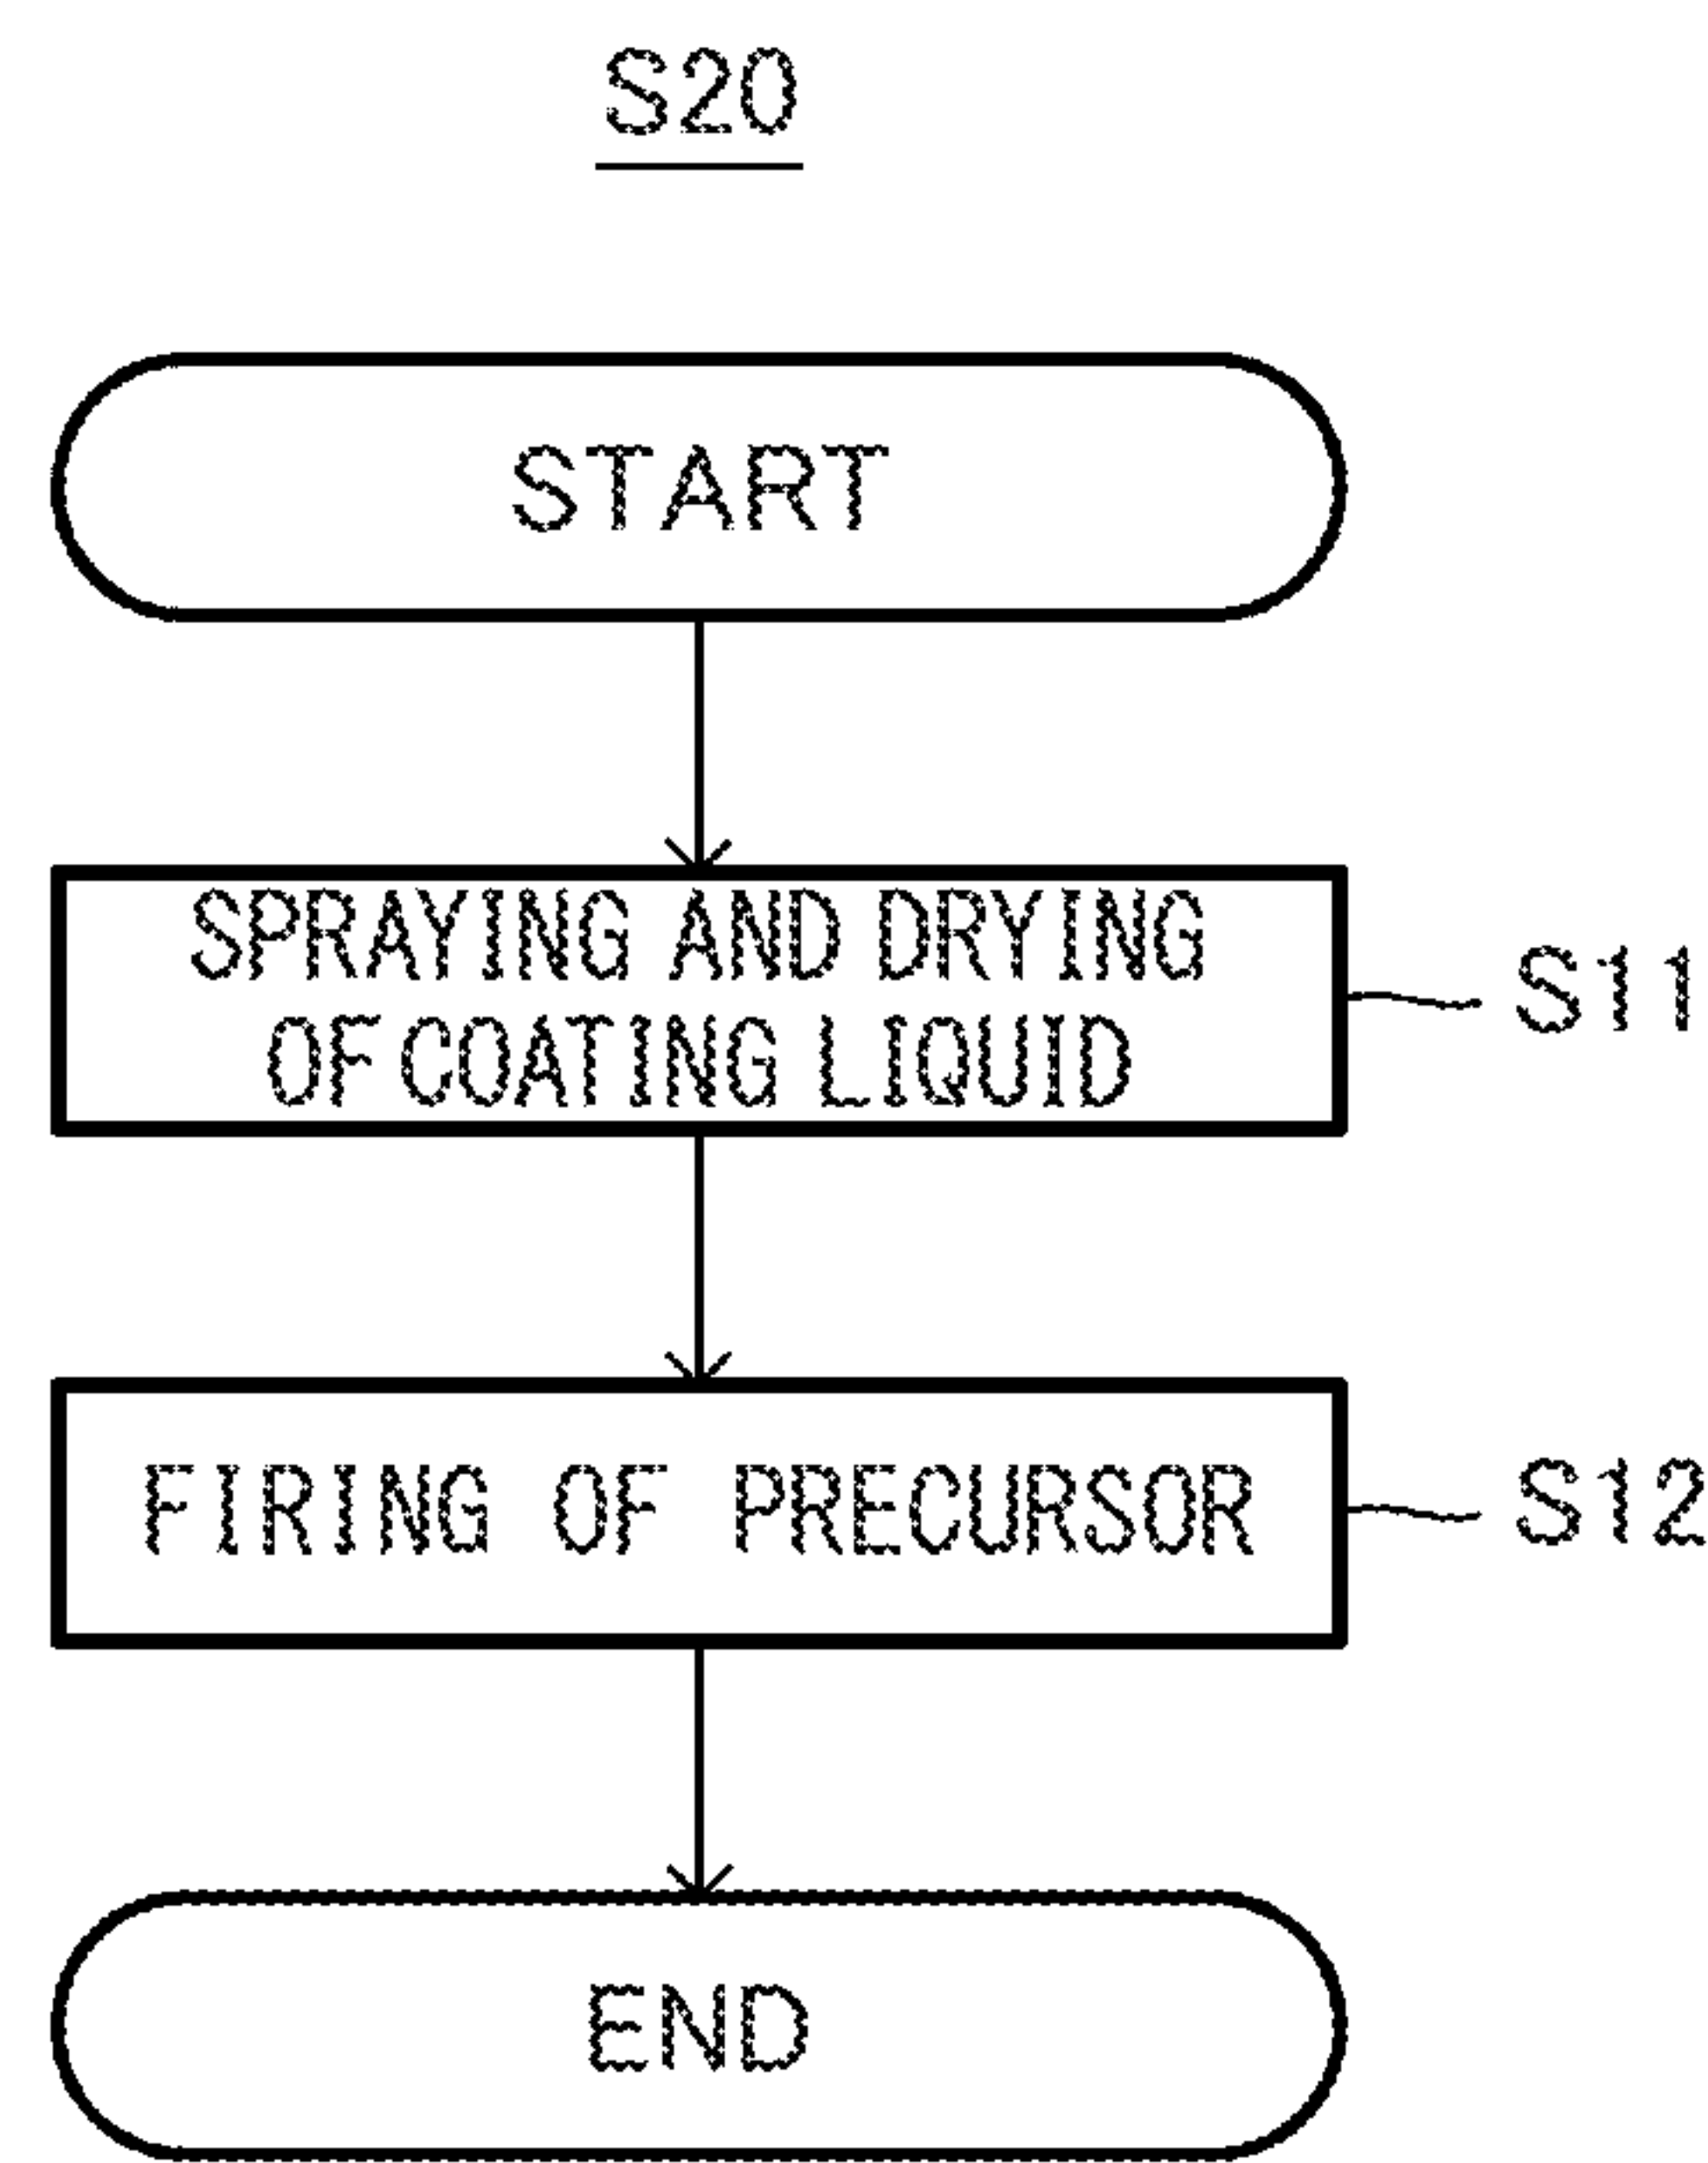 S20
START
SPRAYING AND DRYING
OF COATING LIQUID
S11
FIRING OF PRECURSOR
S12
END